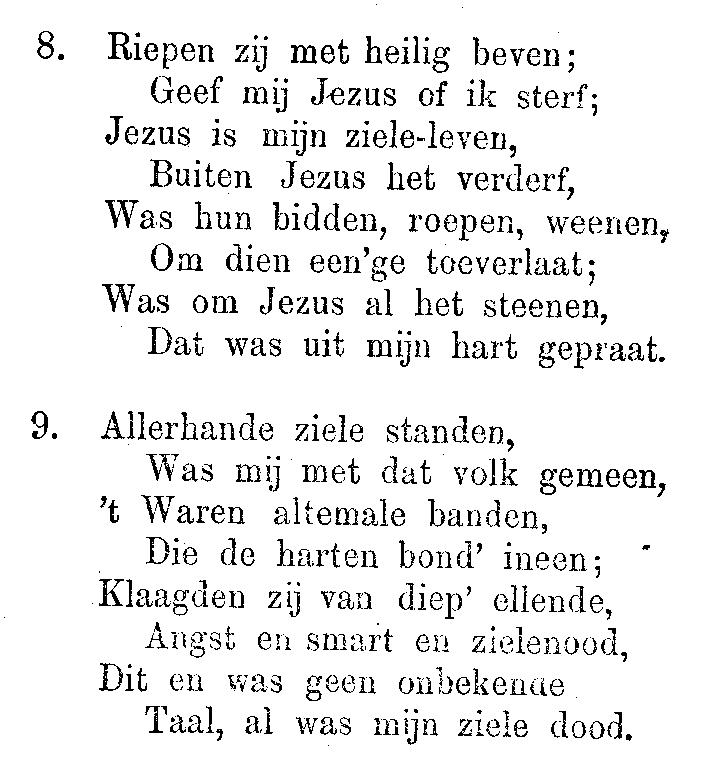 8. Riepen zij met heilig beven;
Geef mij Jezus of ik sterf;
Jezus is mijn ziele-leven,
Buiten Jezus het verderf,
Was hun bidden, roepen, weenen,
Om dien een'ge toeverlaat;
Was om Jezus al het steenen,
Dat was uit mijn hart gepraat.
9. Allerhande ziele standen,
Was mij met dat volk gemeen,
't Waren altemale banden,
Die de harten bond' ineen;
Klaagden zij van diep' ellende,
Angst en smart en zielenood,
Dit en was geen onbekende
Taal, al was mijn ziele dood.